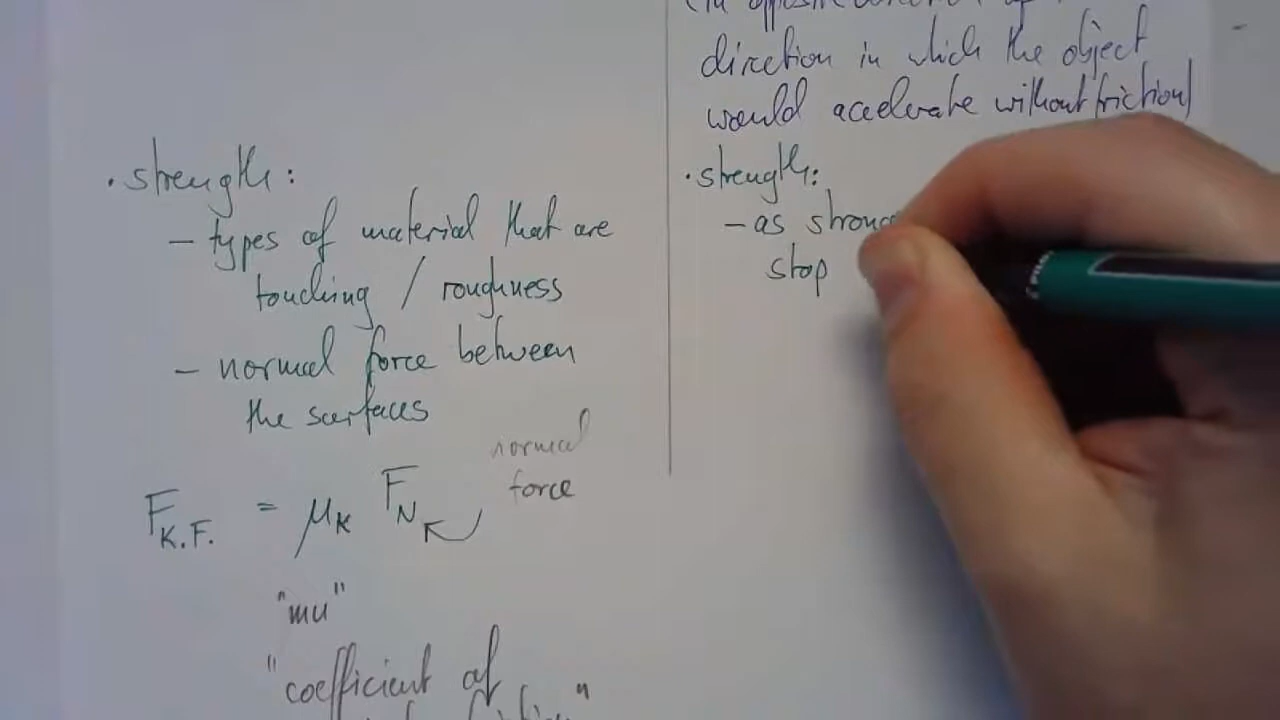 · strength:
- types of material that are
touching / roughness
- normal force between
the surfaces
normal
force
F K.F. = μK FN
"mu"
"coefficient of
"
direction in which the object
would accelerate without friction)
· strength:
- as strong
stop
PILOT